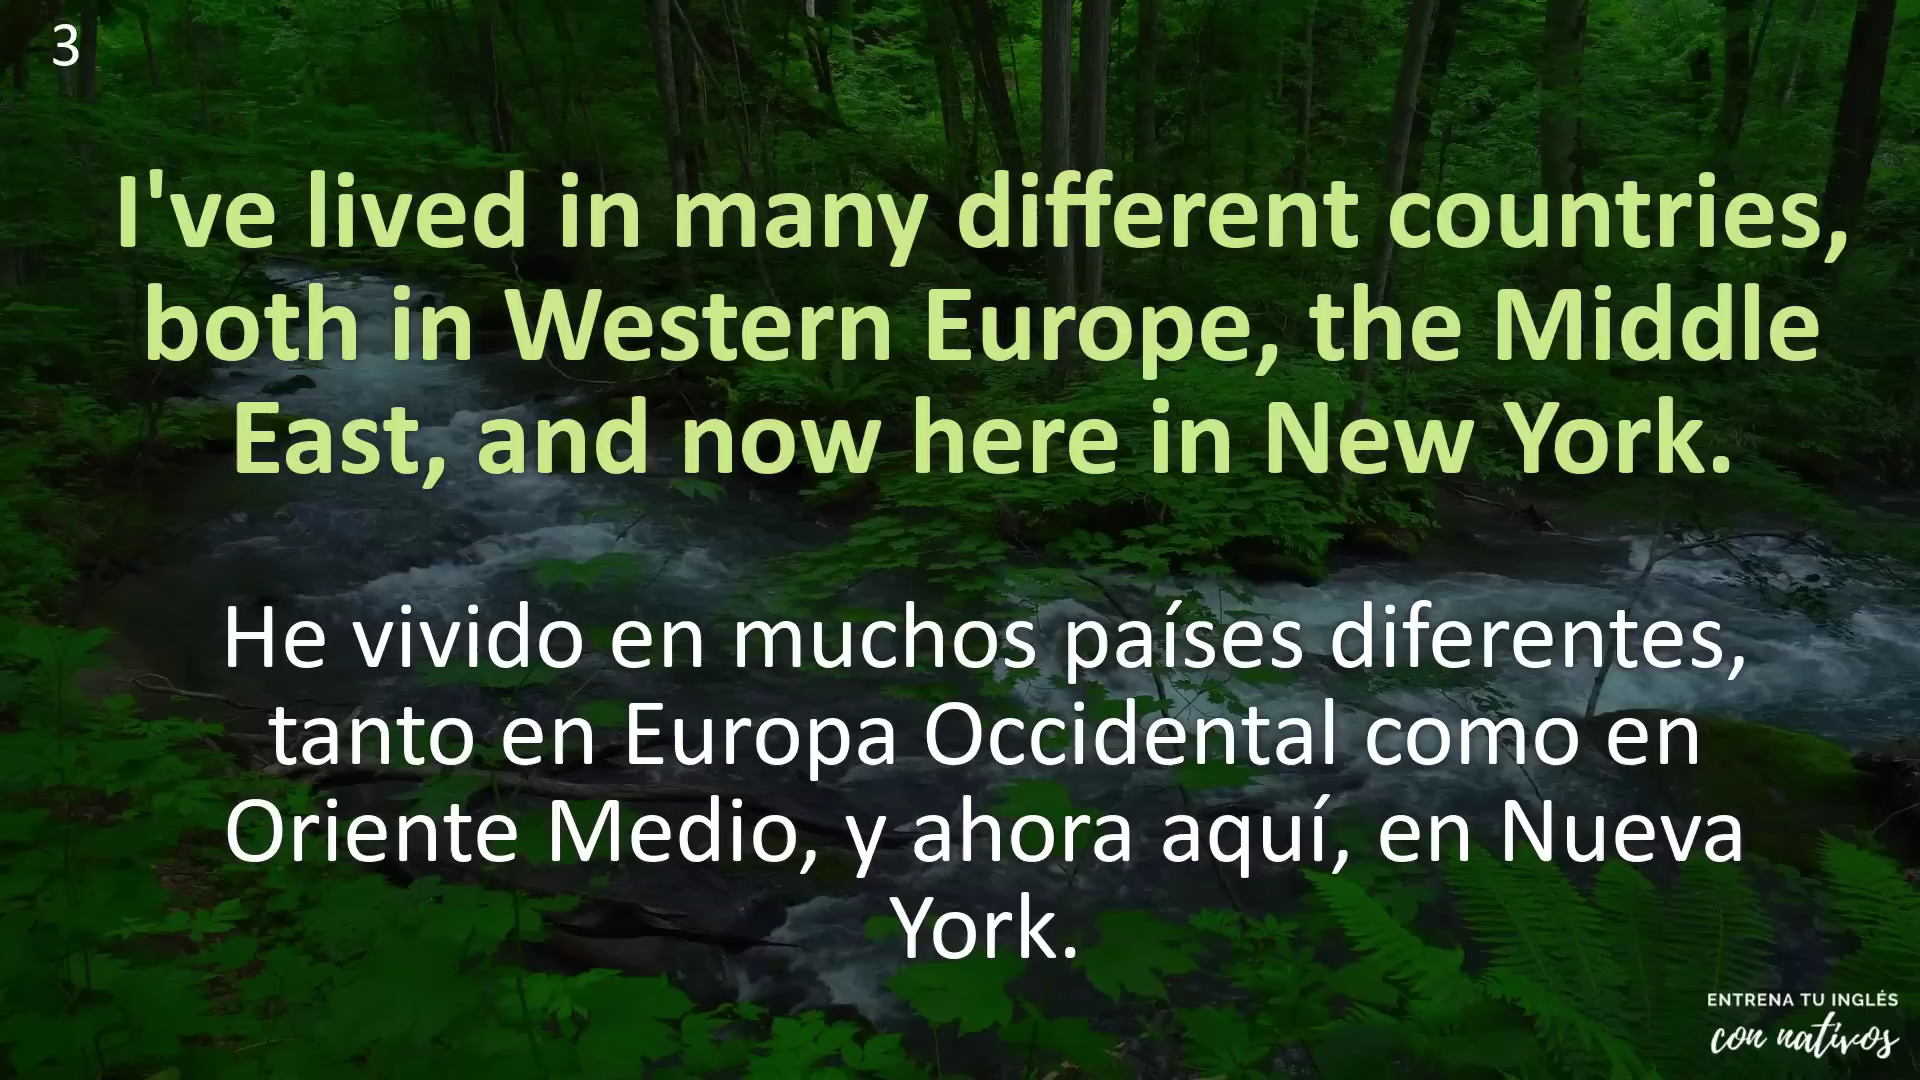 3
I've lived in many different countries,
both in Western Europe, the Middle
East, and now here in New York.
He vivido en muchos países diferentes,
tanto en Europa Occidental como en
Oriente Medio, y ahora aquí, en Nueva
York.
ENTRENA TU INGLÉS
con nativos